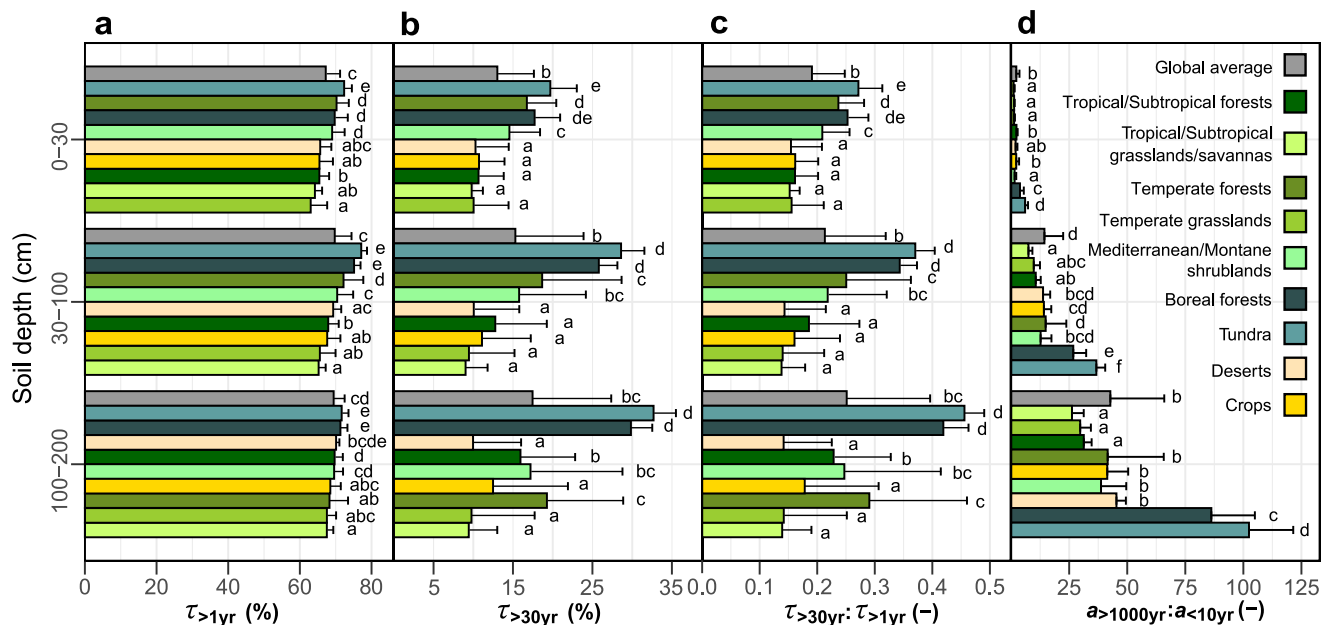 a b c d
Soil depth (cm)
0−30
c
e
d
d
d
abc
ab
b
ab
a
b
e
d
de
c
a
a
a
a
a
b
e
d
de
c
ab
a
a
a
a
b
a
a
b
ab
b
a
c
d
30−100
c
e
e
d
c
ac
b
ab
ab
a
b
d
d
c
bc
a
a
a
a
a
b
d
d
c
bc
a
a
a
a
a
d
a
abc
ab
bcd
cd
d
bcd
e
f
100−200
cd
e
e
bcde
d
cd
abc
ab
abc
a
bc
d
d
a
b
bc
a
c
a
a
bc
d
d
a
b
bc
a
c
a
a
b
a
a
a
b
b
b
b
c
d
Global average
Tropical/Subtropical forests
Tropical/Subtropical
grasslands/savannas
Temperate forests
Temperate grasslands
Mediterranean/Montane
shrublands
Boreal forests
Tundra
Deserts
Crops
0 20 40 60 80
5 15 25 35
0.0 0.1 0.2 0.3 0.4 0.5
25 50 75 100 125
τ>1yr (%)
τ>30yr (%)
τ>30yr:τ>1yr (−)
a>1000yr:a<10yr (−)